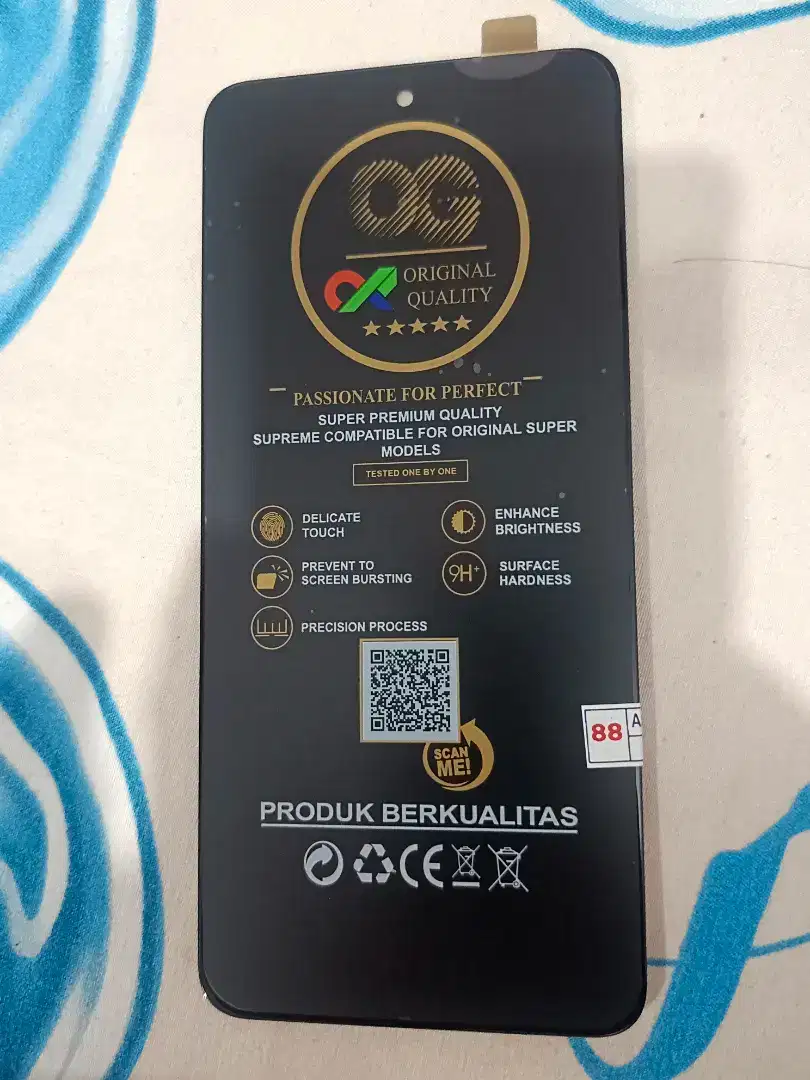 OG
ORIGINAL
QUALITY
PASSIONATE FOR PERFECT
SUPER PREMIUM QUALITY
SUPREME COMPATIBLE FOR ORIGINAL SUPER
MODELS
TESTED ONE BY ONE
DELICATE
TOUCH
ENHANCE
BRIGHTNESS
PREVENT TO
SCREEN BURSTING
9H+
SURFACE
HARDNESS
PRECISION PROCESS
SCAN
ME!
88
A
PRODUK BERKUALITAS
CE